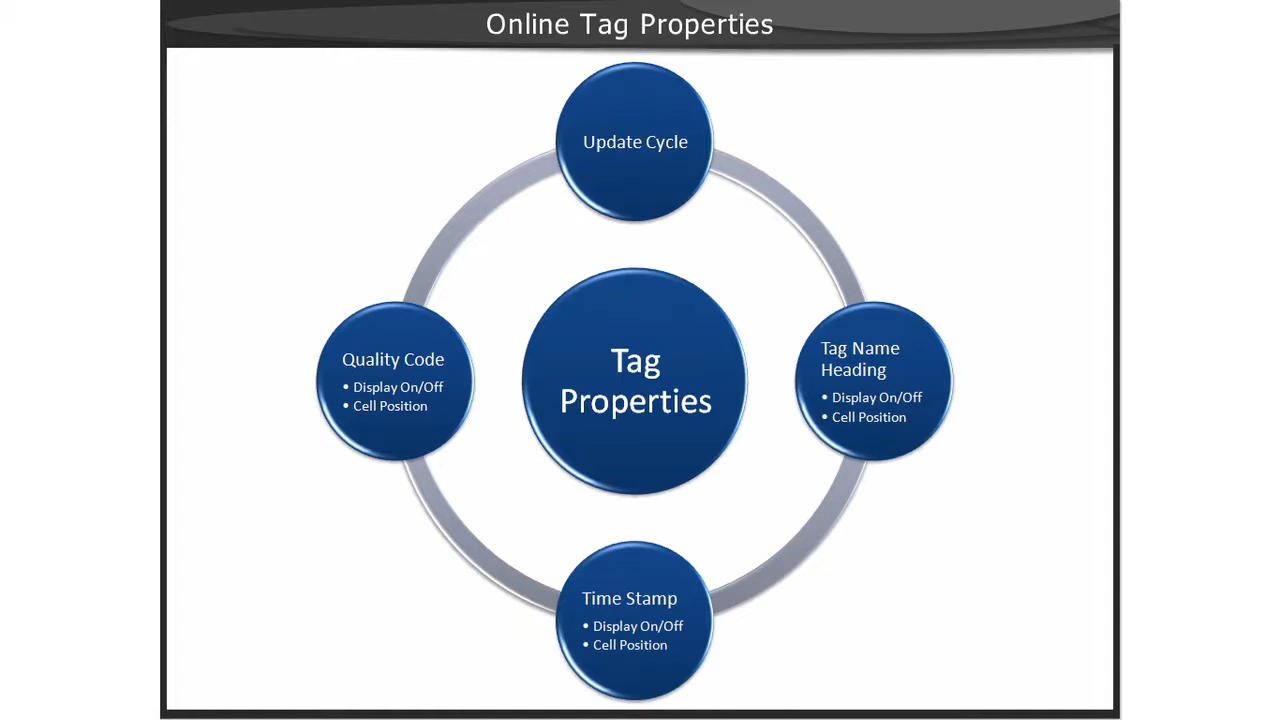 Online Tag Properties
Update Cycle
Quality Code
• Display On/Off
• Cell Position
Tag
Properties
Tag Name
Heading
• Display On/Off
• Cell Position
Time Stamp
• Display On/Off
• Cell Position